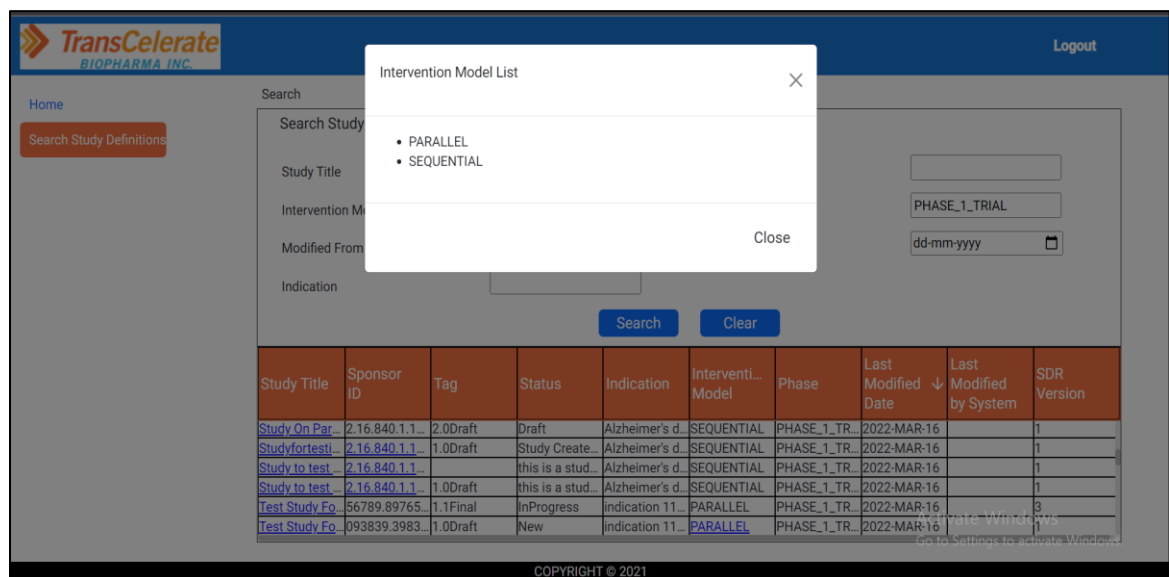 TransCelerate
BIOPHARMA INC.
Logout
Intervention Model List
PARALLEL
SEQUENTIAL
Close
Home
Search Study Definitions
Search
Search Study
Study Title
Intervention Mo
PHASE_1_TRIAL
Modified From
dd-mm-yyyy
Indication
Search Clear
Study Title Sponsor ID Tag Status Indication Interventi... Model Phase Last Modified Date Last Modified by System SDR Version
Study On Par... 2.16.840.1.1... 2.0Draft Draft Alzheimer's d... SEQUENTIAL PHASE_1_TR... 2022-MAR-16 1
Studyfortesti... 2.16.840.1.1... 1.0Draft Study Create... Alzheimer's d... SEQUENTIAL PHASE_1_TR... 2022-MAR-16 1
Study to test ... 2.16.840.1.1... this is a stud... Alzheimer's d... SEQUENTIAL PHASE_1_TR... 2022-MAR-16 1
Study to test ... 2.16.840.1.1... 1.0Draft this is a stud... Alzheimer's d... SEQUENTIAL PHASE_1_TR... 2022-MAR-16 1
Test Study Fo... 56789.89765... 1.1Final InProgress indication 11... PARALLEL PHASE_1_TR... 2022-MAR-16 3
Test Study Fo... 093839.3983... 1.0Draft New indication 11... PARALLEL PHASE_1_TR... 2022-MAR-16 1
Activate Windows
Go to Settings to activate Windows.
COPYRIGHT © 2021